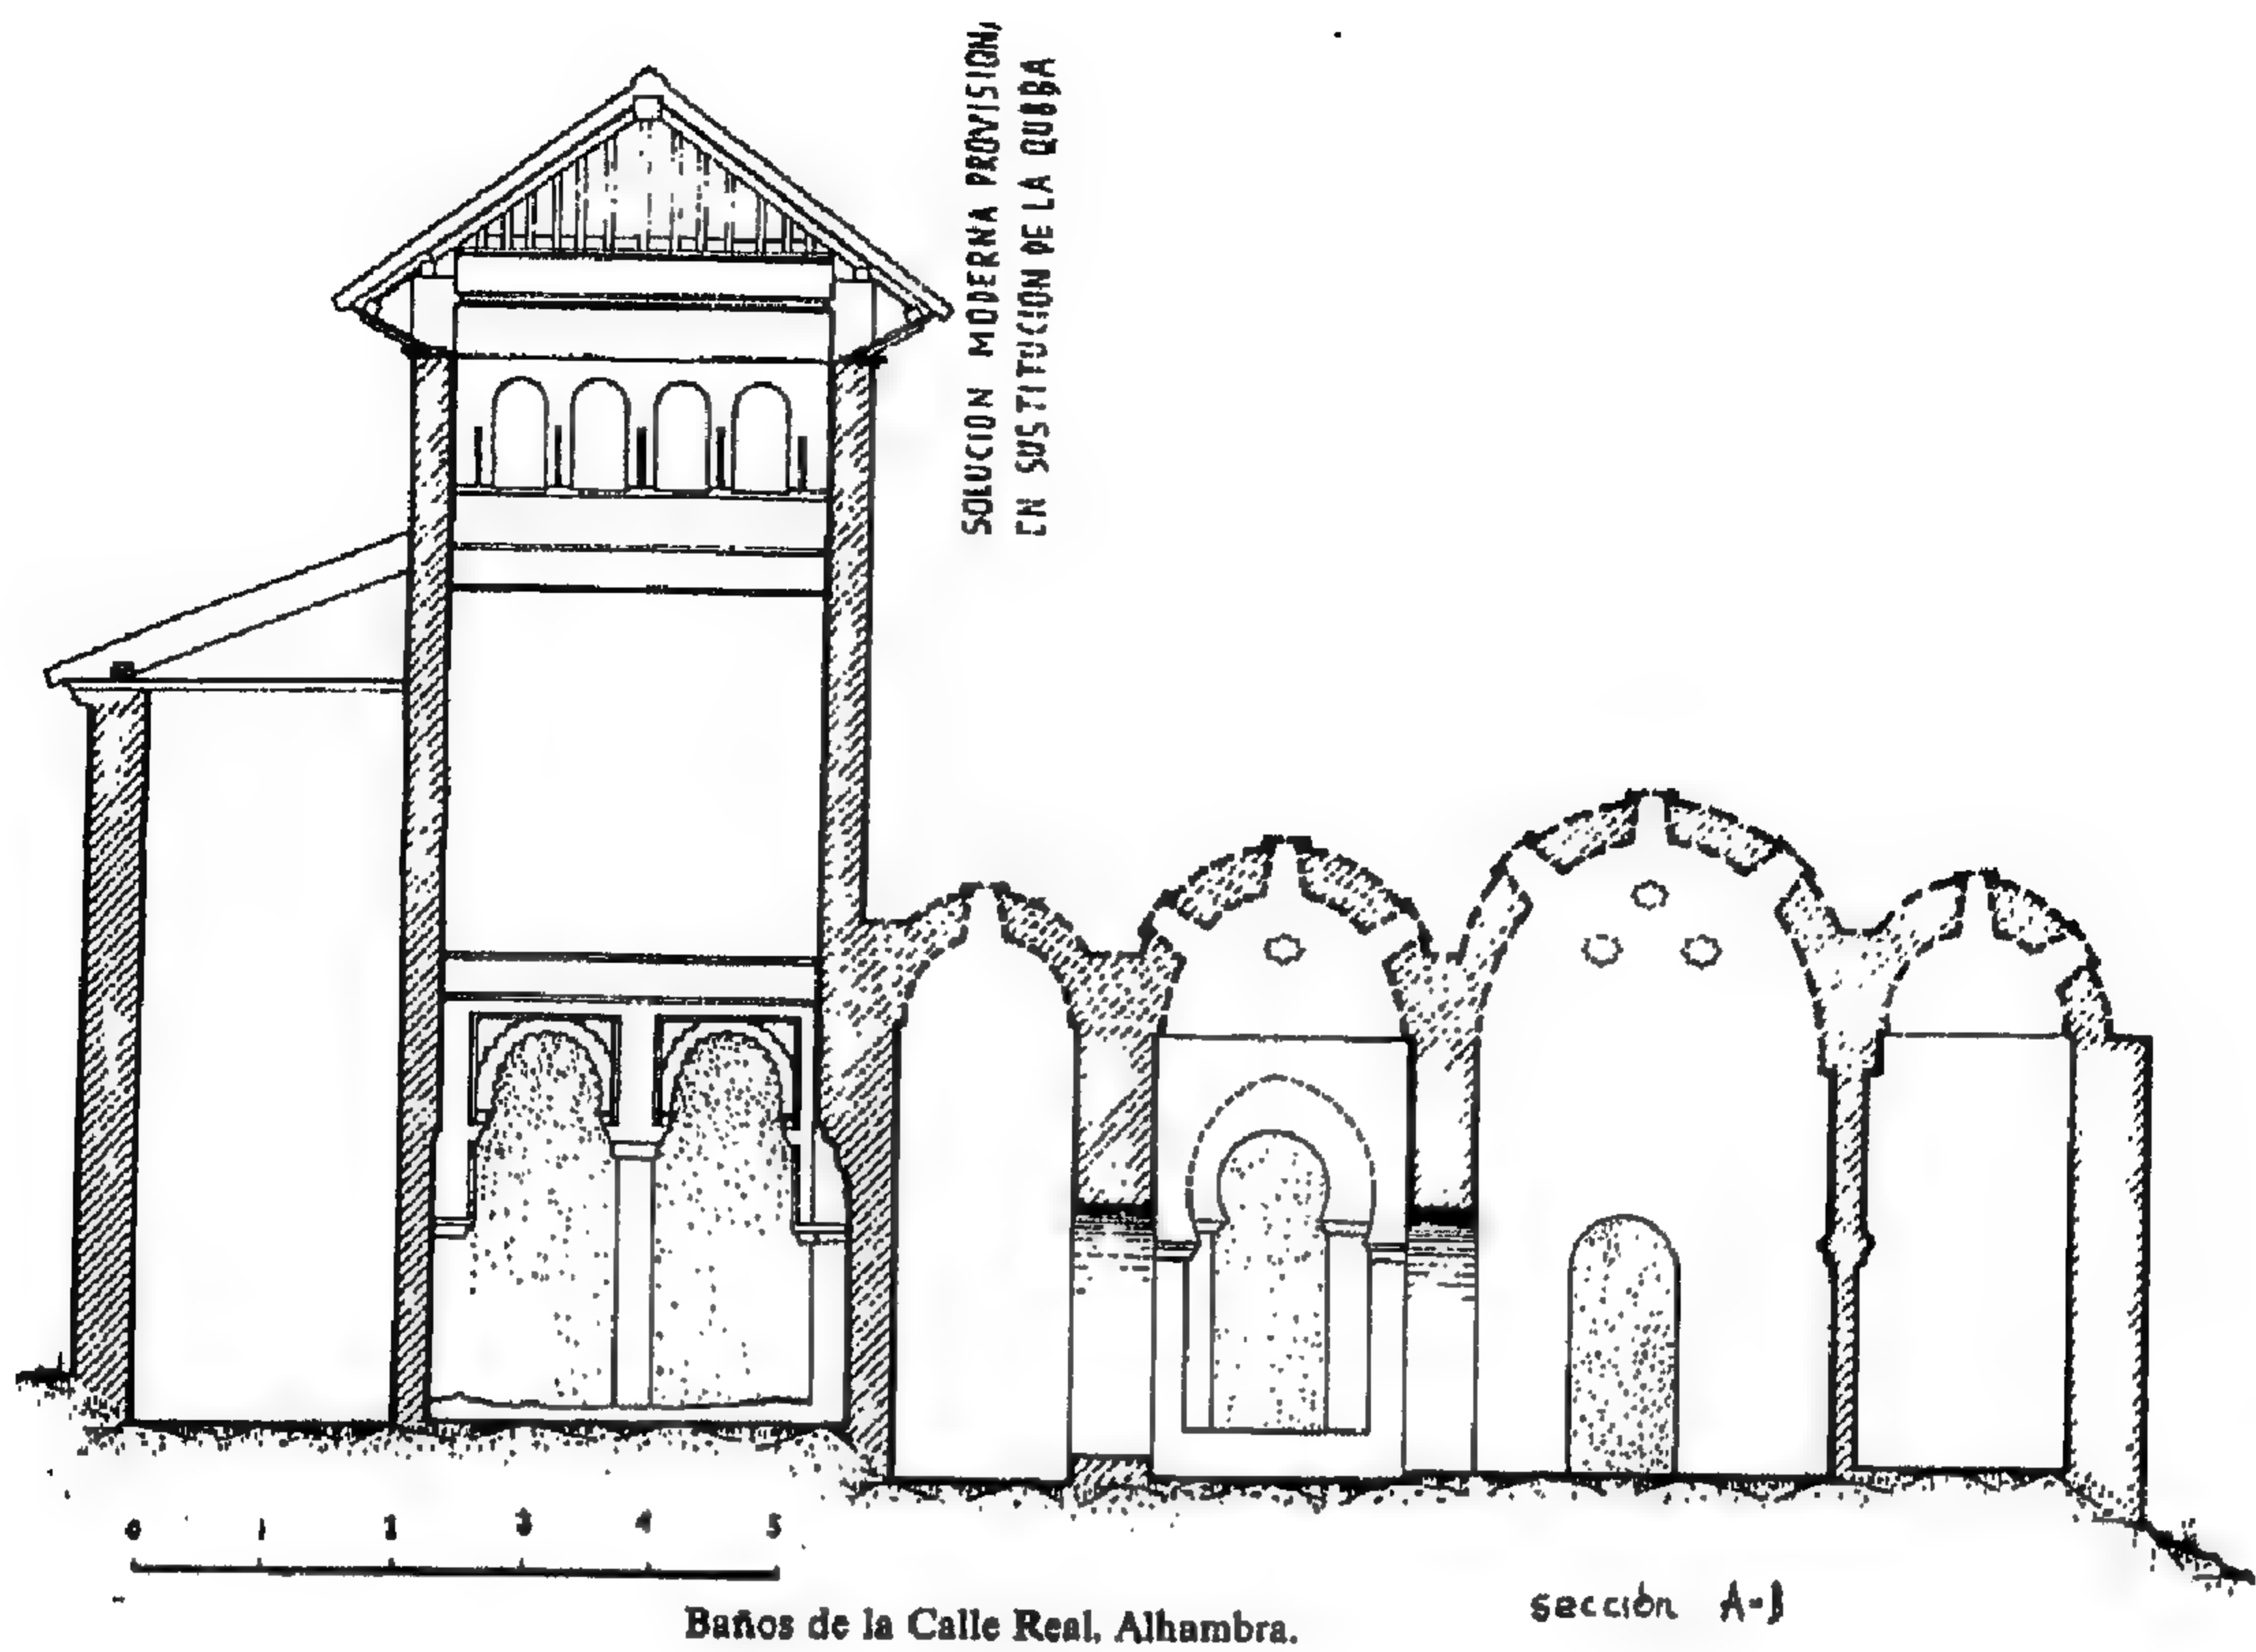 SOLUCION MODERNA PROVISION,
EN SUSTITUCION DE LA QUBBA
0 1 2 3 4 5
Baños de la Calle Real, Alhambra.
sección A-B